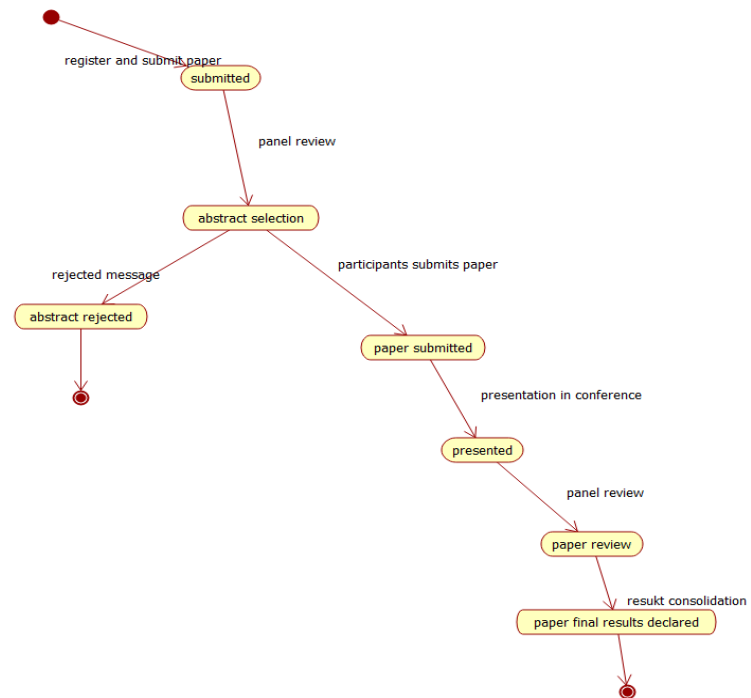 register and submit paper
submitted
panel review
abstract selection
rejected message
participants submits paper
abstract rejected
paper submitted
presentation in conference
presented
panel review
paper review
resukt consolidation
paper final results declared